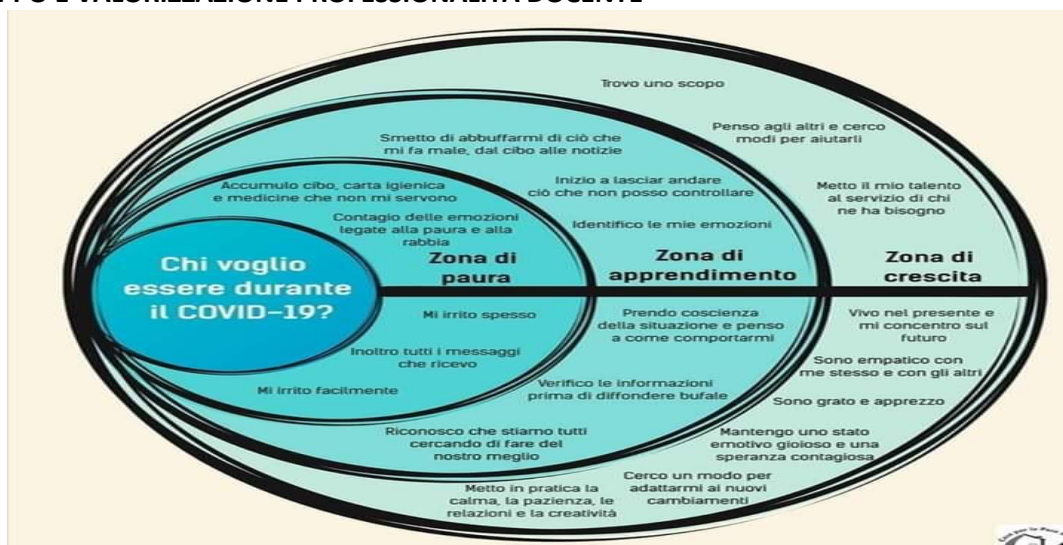 E VALORIZZAZIONE PROFESSIONALITÀ DOCENTE
Trovo uno scopo
Penso agli altri e cerco
modi per aiutarli
Smetto di abbuffarmi di ciò che
mi fa male, dal cibo alle notizie
Inizio a lasciar andare
ciò che non posso controllare
Metto il mio talento
al servizio di chi
ne ha bisogno
Accumulo cibo, carta igienica
e medicine che non mi servono
Contagio delle emozioni
legate alla paura e alla
rabbia
Identifico le mie emozioni
Chi voglio
essere durante
il COVID-19?
Zona di
paura
Zona di
apprendimento
Zona di
crescita
Mi irrito spesso
Prendo coscienza
della situazione e penso
a come comportarmi
Vivo nel presente e
mi concentro sul
futuro
Inoltro tutti i messaggi
che ricevo
Sono empatico con
me stesso e con gli altri
Mi irrito facilmente
Verifico le informazioni
prima di diffondere bufale
Sono grato e apprezzo
Riconosco che stiamo tutti
cercando di fare del
nostro meglio
Mantengo uno stato
emotivo gioioso e una
speranza contagiosa
Cerco un modo per
adattarmi ai nuovi
cambiamenti
Metto in pratica la
calma, la pazienza, le
relazioni e la creatività